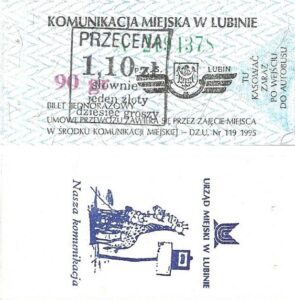 KOMUNIKACJA MIEJSKA W LUBINIE
PRZECENA
1,10 zł
słownie
jeden złoty
dziesięć groszy
90 gr
LUBIN
TU
KASOWAĆ
ZARAZ
PO WEJŚCIU
DO AUTOBUSU
BILET JEDNORAZOWY
UMOWĘ PRZEWOZU ZAWIERA SIĘ PRZEZ ZAJĘCIE MIEJSCA
W ŚRODKU KOMUNIKACJI MIEJSKIEJ - DZ.U. Nr 119 1995
Nasza komunikacja
URZĄD MIEJSKI W LUBINIE